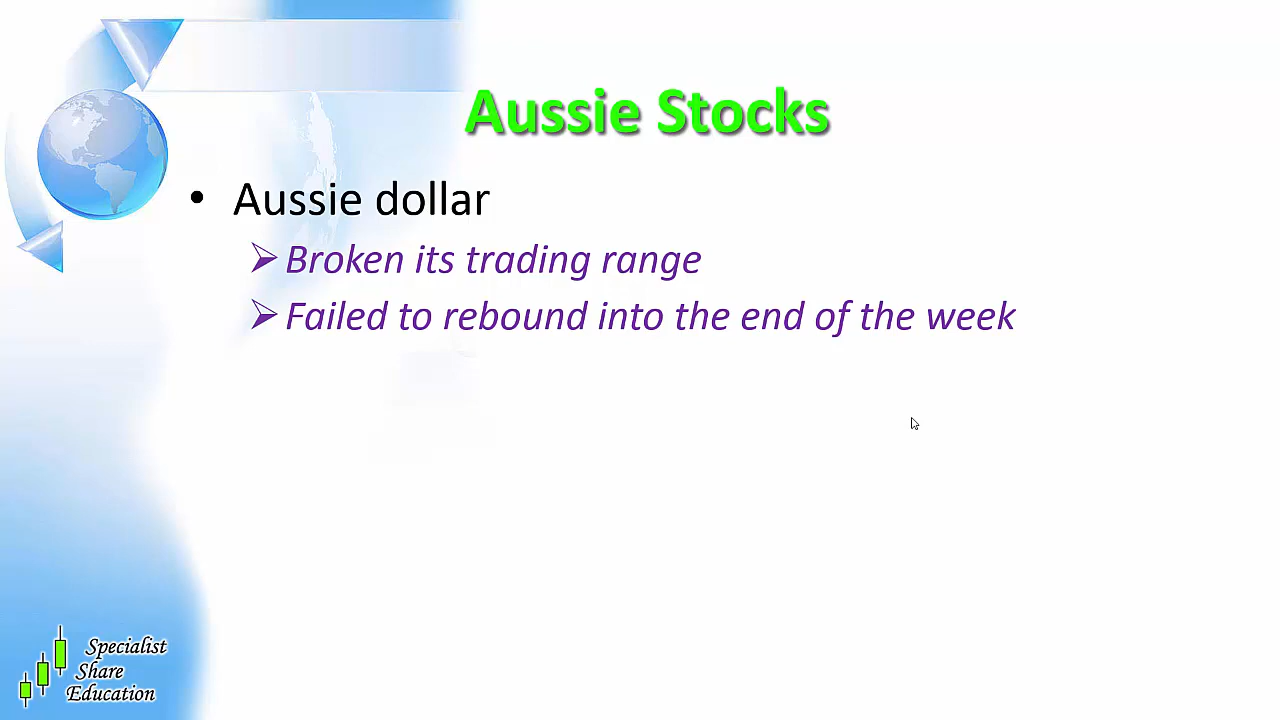 Aussie Stocks
• Aussie dollar
➢ Broken its trading range
➢ Failed to rebound into the end of the week
Specialist
Share
Education